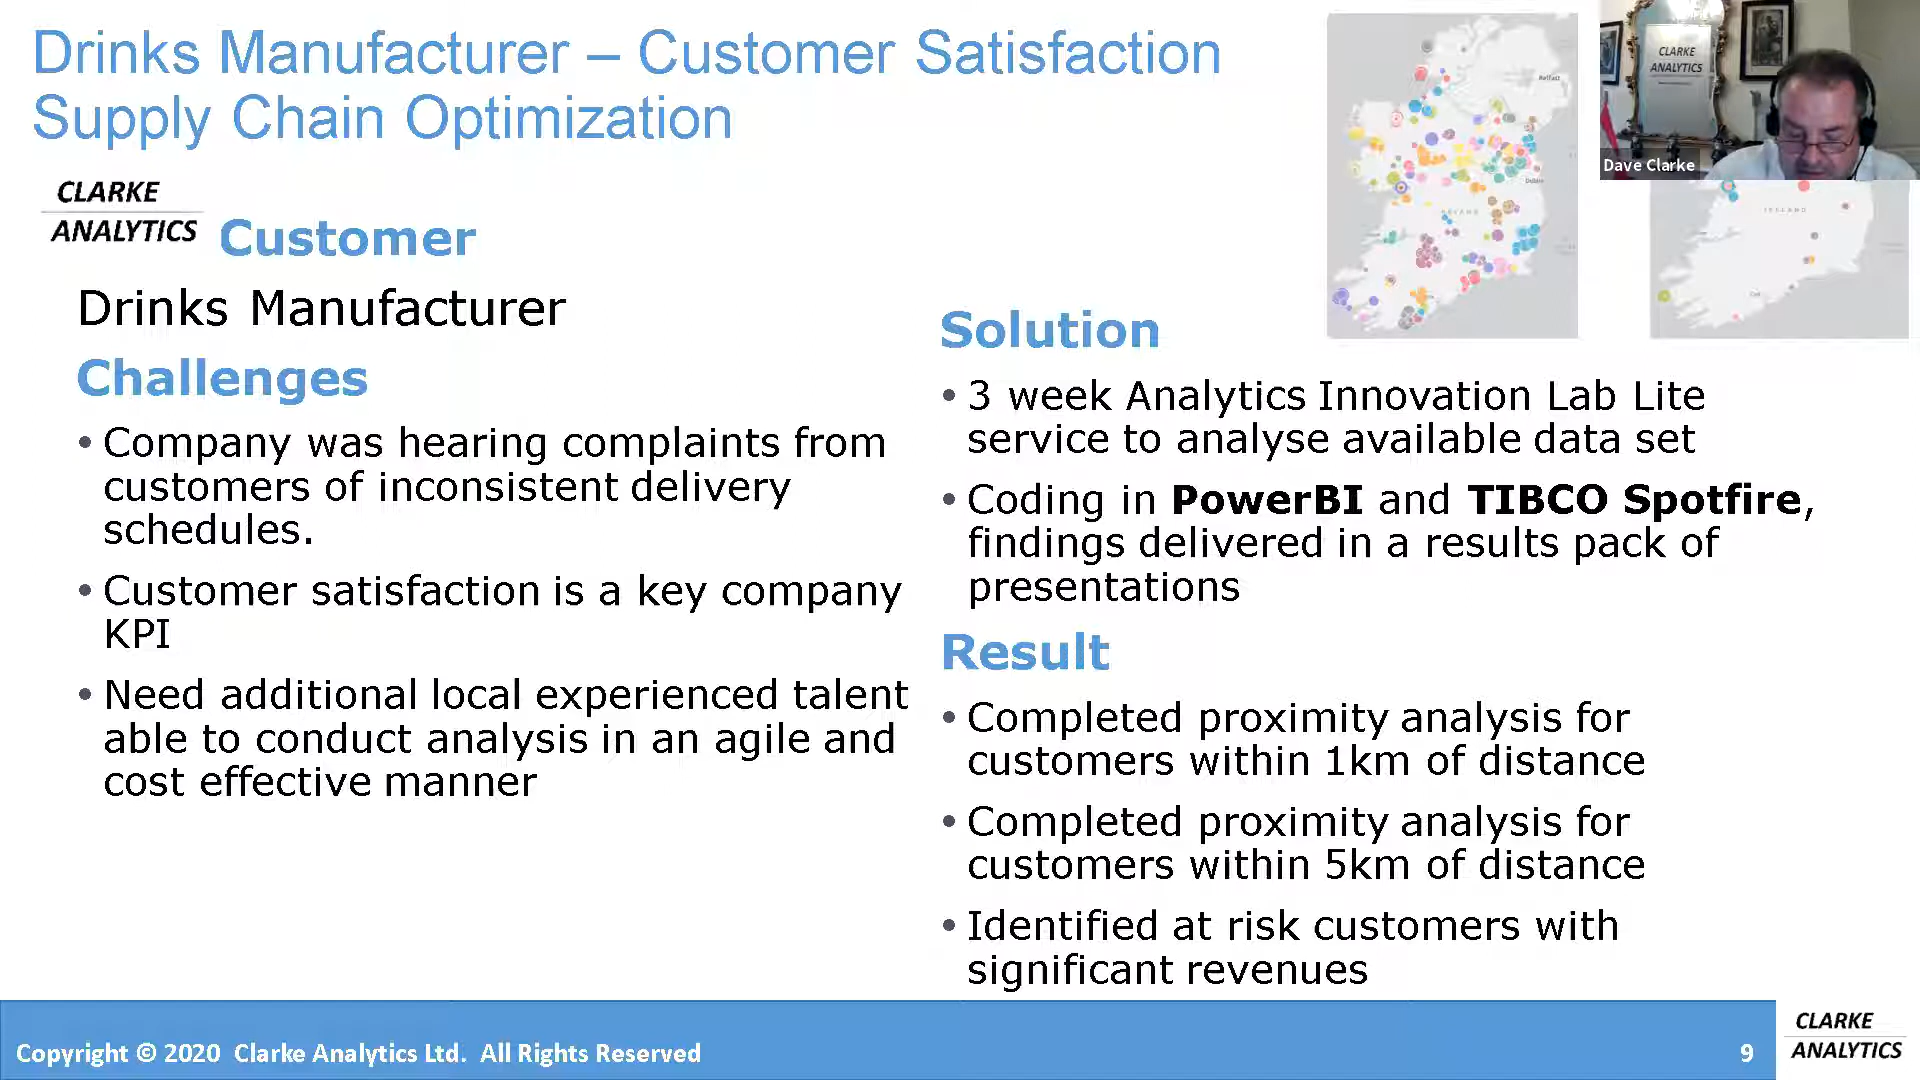 Drinks Manufacturer – Customer Satisfaction
Supply Chain Optimization
CLARKE
ANALYTICS
Customer
Drinks Manufacturer
Challenges
• Company was hearing complaints from
customers of inconsistent delivery
schedules.
• Customer satisfaction is a key company
KPI
• Need additional local experienced talent
able to conduct analysis in an agile and
cost effective manner
Belfast
Dublin
IRELAND
CLARKE
ANALYTICS
Dave Clarke
IRELAND
Solution
• 3 week Analytics Innovation Lab Lite
service to analyse available data set
• Coding in PowerBI and TIBCO Spotfire,
findings delivered in a results pack of
presentations
Result
• Completed proximity analysis for
customers within 1km of distance
• Completed proximity analysis for
customers within 5km of distance
• Identified at risk customers with
significant revenues
Copyright © 2020 Clarke Analytics Ltd. All Rights Reserved
9
CLARKE
ANALYTICS